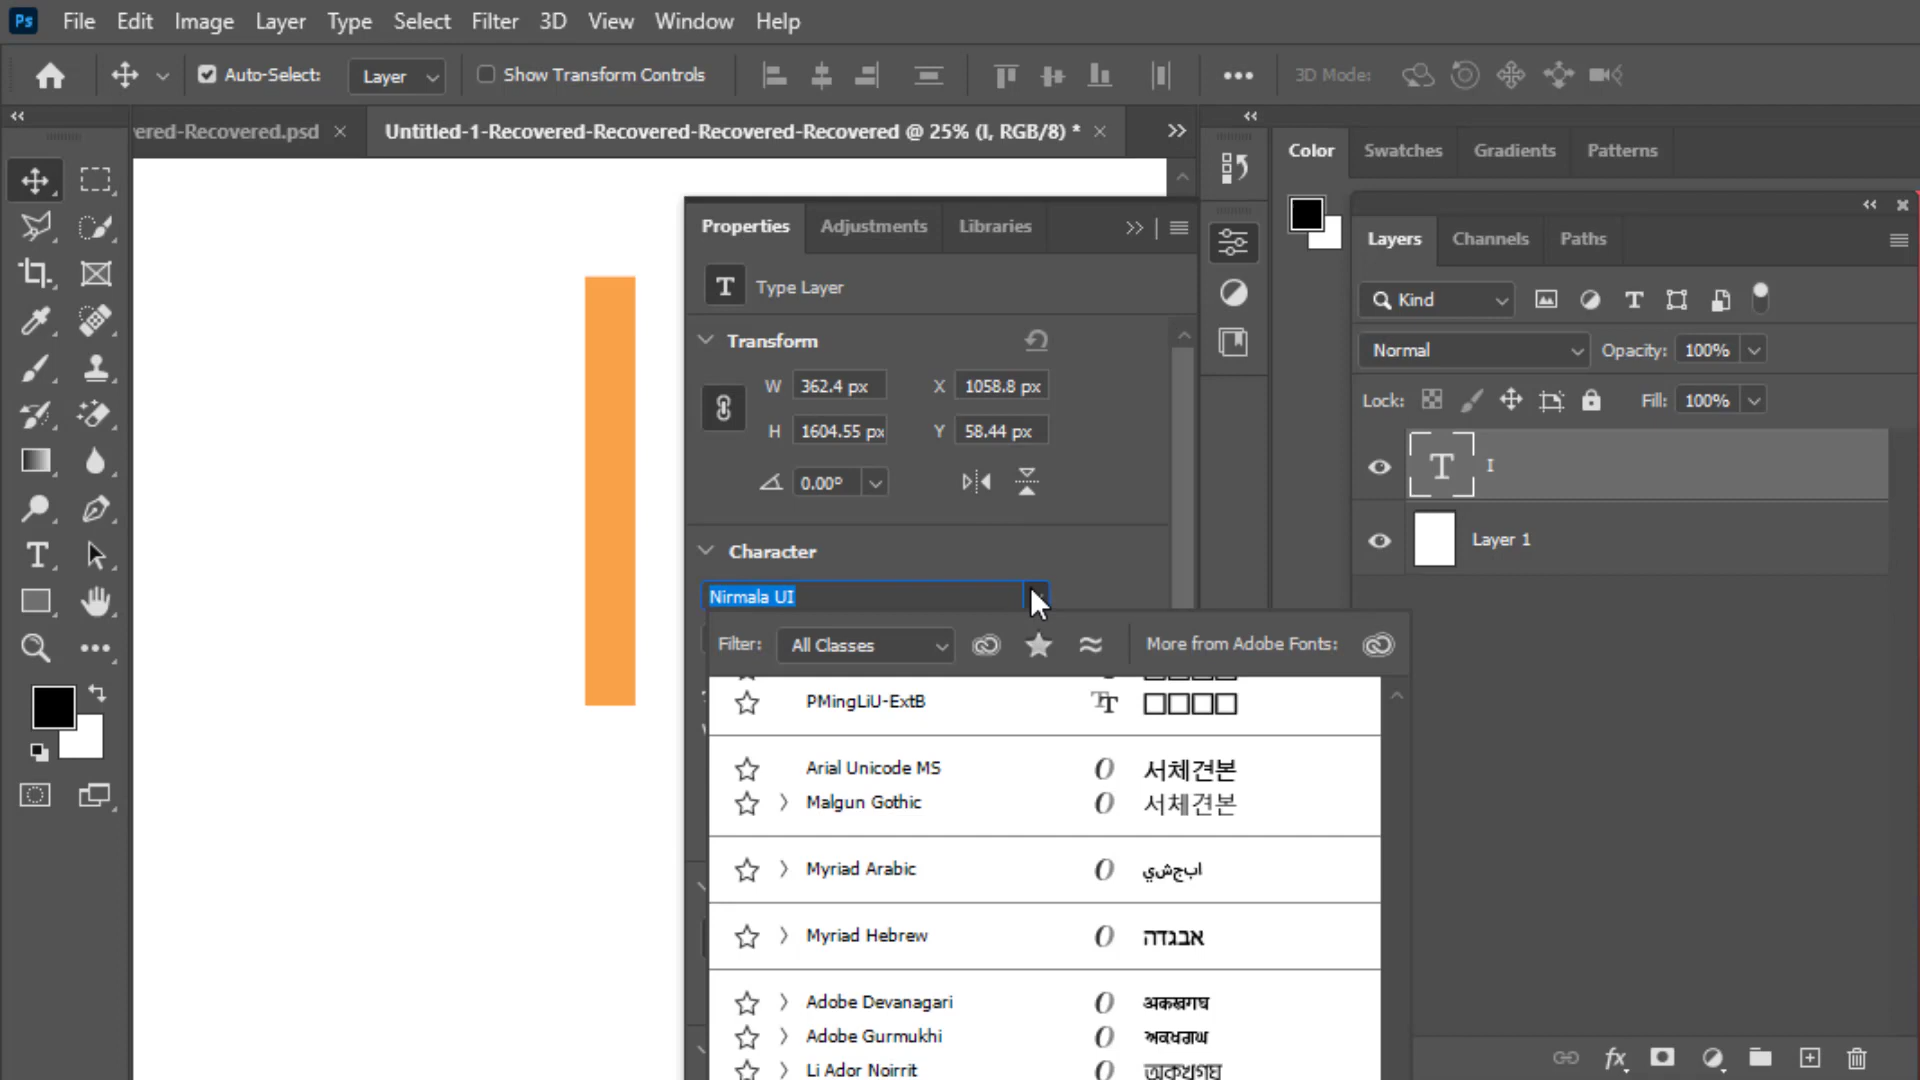 Ps File Edit Image Layer Type Select Filter 3D View Window Help
Auto-Select: Layer Show Transform Controls 3D Mode:
ered-Recovered.psd Untitled-1-Recovered-Recovered-Recovered-Recovered @ 25% (I, RGB/8) *
Color Swatches Gradients Patterns
Properties Adjustments Libraries
Layers Channels Paths
Type Layer
Kind
Transform
Normal Opacity: 100%
W 362.4 px X 1058.8 px
Lock: Fill: 100%
H 1604.55 px Y 58.44 px
I
0.00°
Layer 1
Character
Nirmala UI
Filter: All Classes More from Adobe Fonts:
PMingLiU-ExtB
Arial Unicode MS 서체견본
Malgun Gothic 서체견본
Myriad Arabic ابجشي
Myriad Hebrew אבגדה
Adobe Devanagari अकखगघ
Adobe Gurmukhi
Li Ador Noirrit